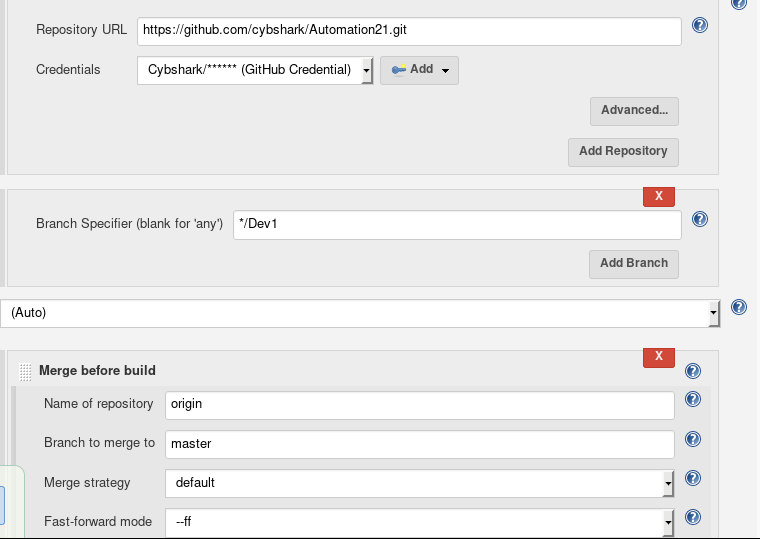 Repository URL https://github.com/cybshark/Automation21.git
Credentials Cybshark/****** (GitHub Credential) Add
Advanced...
Add Repository
X
Branch Specifier (blank for 'any') */Dev1
Add Branch
(Auto)
X
Merge before build
Name of repository origin
Branch to merge to master
Merge strategy default
Fast-forward mode --ff